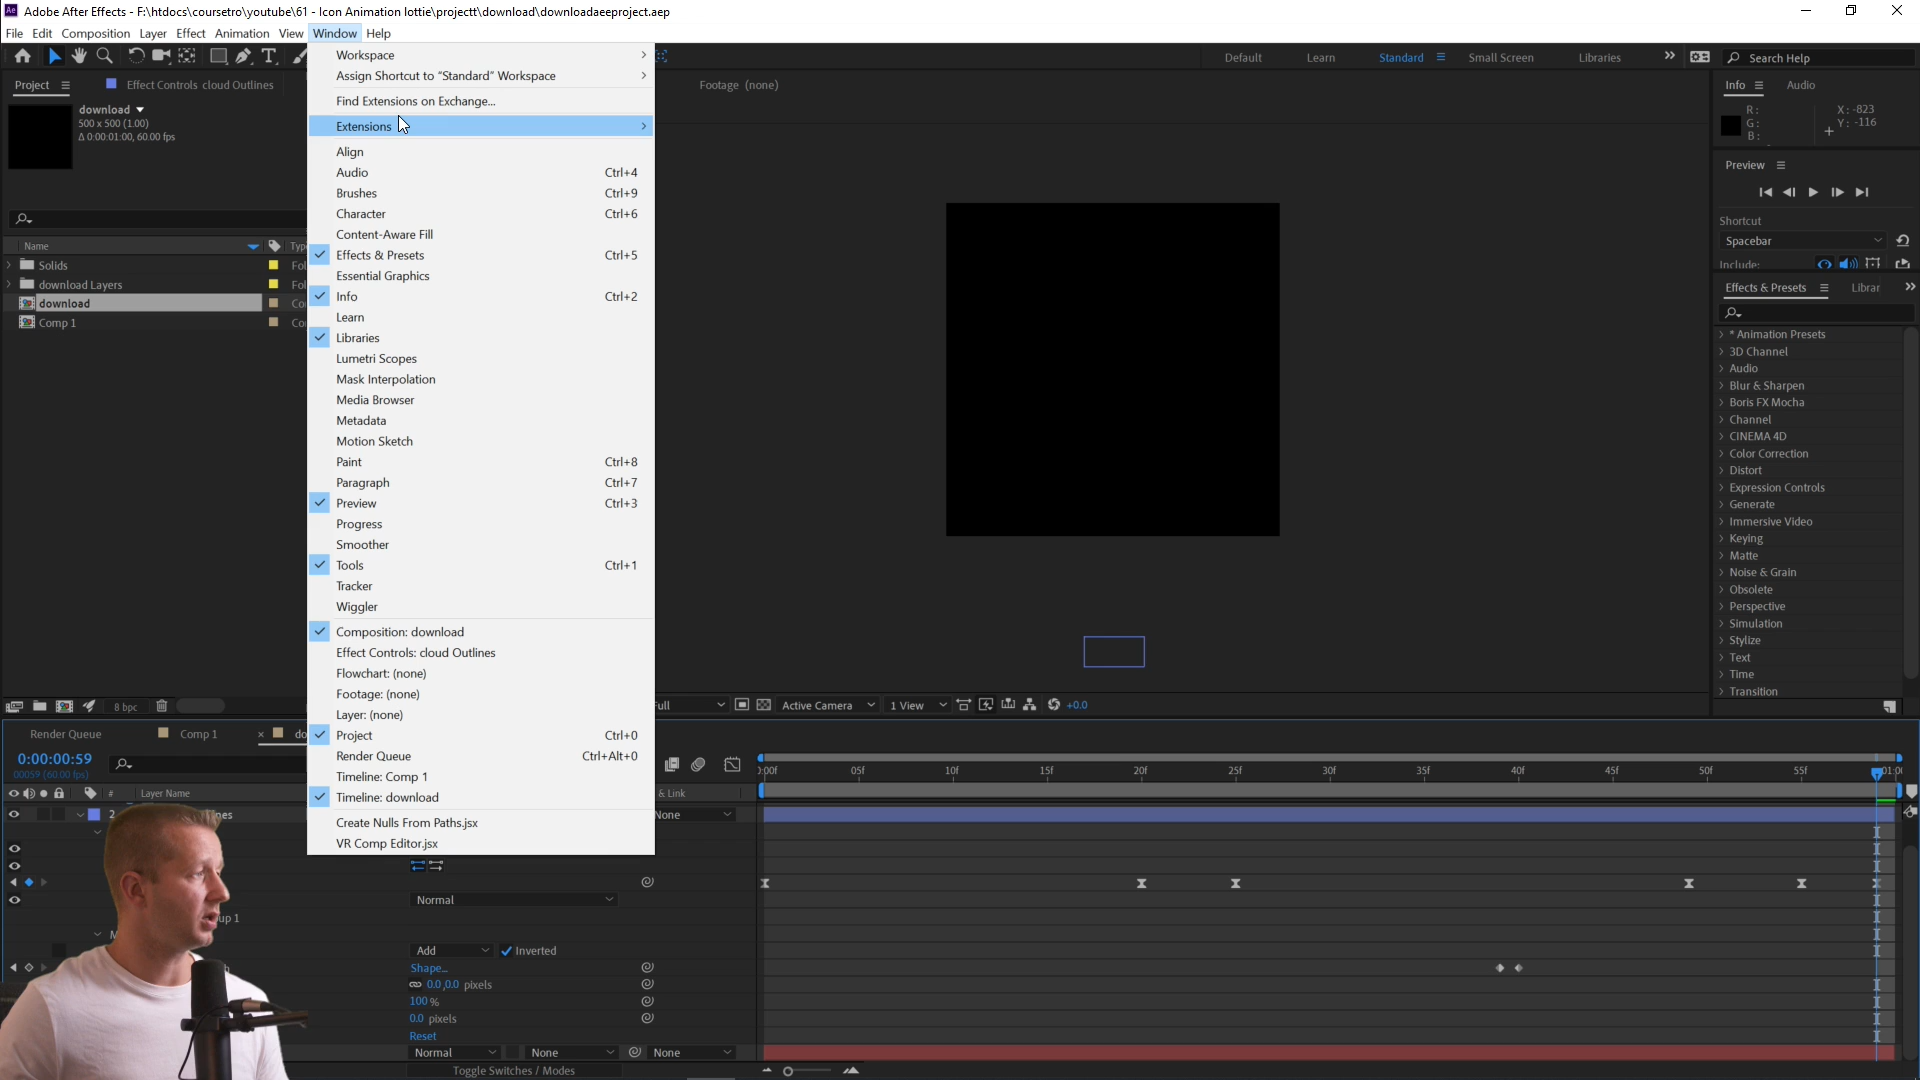 Adobe After Effects - F:\htdocs\coursetro\youtube\61 - Icon Animation lottie\projectt\download\downloadaeeproject.aep
File Edit Composition Layer Effect Animation View Window Help
Default Learn Standard Small Screen Libraries Search Help
Project Effect Controls cloud Outlines
Footage (none)
download
500 x 500 (1.00)
Δ 0:00:01:00, 60.00 fps
Name
Solids
download Layers
download
Comp 1
8 bpc
Workspace
Assign Shortcut to "Standard" Workspace
Find Extensions on Exchange...
Extensions
Align
Audio Ctrl+4
Brushes Ctrl+9
Character Ctrl+6
Content-Aware Fill
Effects & Presets Ctrl+5
Essential Graphics
Info Ctrl+2
Learn
Libraries
Lumetri Scopes
Mask Interpolation
Media Browser
Metadata
Motion Sketch
Paint Ctrl+8
Paragraph Ctrl+7
Preview Ctrl+3
Progress
Smoother
Tools Ctrl+1
Tracker
Wiggler
Composition: download
Effect Controls: cloud Outlines
Flowchart: (none)
Footage: (none)
Layer: (none)
Project Ctrl+0
Render Queue Ctrl+Alt+0
Timeline: Comp 1
Timeline: download
Create Nulls From Paths.jsx
VR Comp Editor.jsx
Active Camera 1 View +0.0
Info Audio
R: X: -823
G: Y: -116
B:
Preview
Shortcut
Spacebar
Include:
Effects & Presets Librar
* Animation Presets
3D Channel
Audio
Blur & Sharpen
Boris FX Mocha
Channel
CINEMA 4D
Color Correction
Distort
Expression Controls
Generate
Immersive Video
Keying
Matte
Noise & Grain
Obsolete
Perspective
Simulation
Stylize
Text
Time
Transition
Render Queue Comp 1
0:00:00:59
00059 (60.00 fps)
05f 10f 15f 20f 25f 30f 35f 40f 45f 50f 55f
# Layer Name & Link
2
Normal
Add Inverted
Shape...
0.0,0.0 pixels
100 %
0.0 pixels
Reset
Normal None None
Toggle Switches / Modes